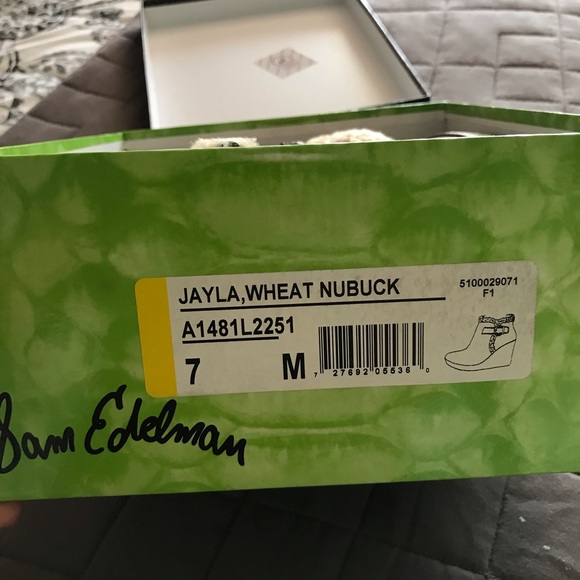 JAYLA,WHEAT NUBUCK
5100029071
F1
A1481L2251
7 M
7 27692 05536 0
Sam Edelman